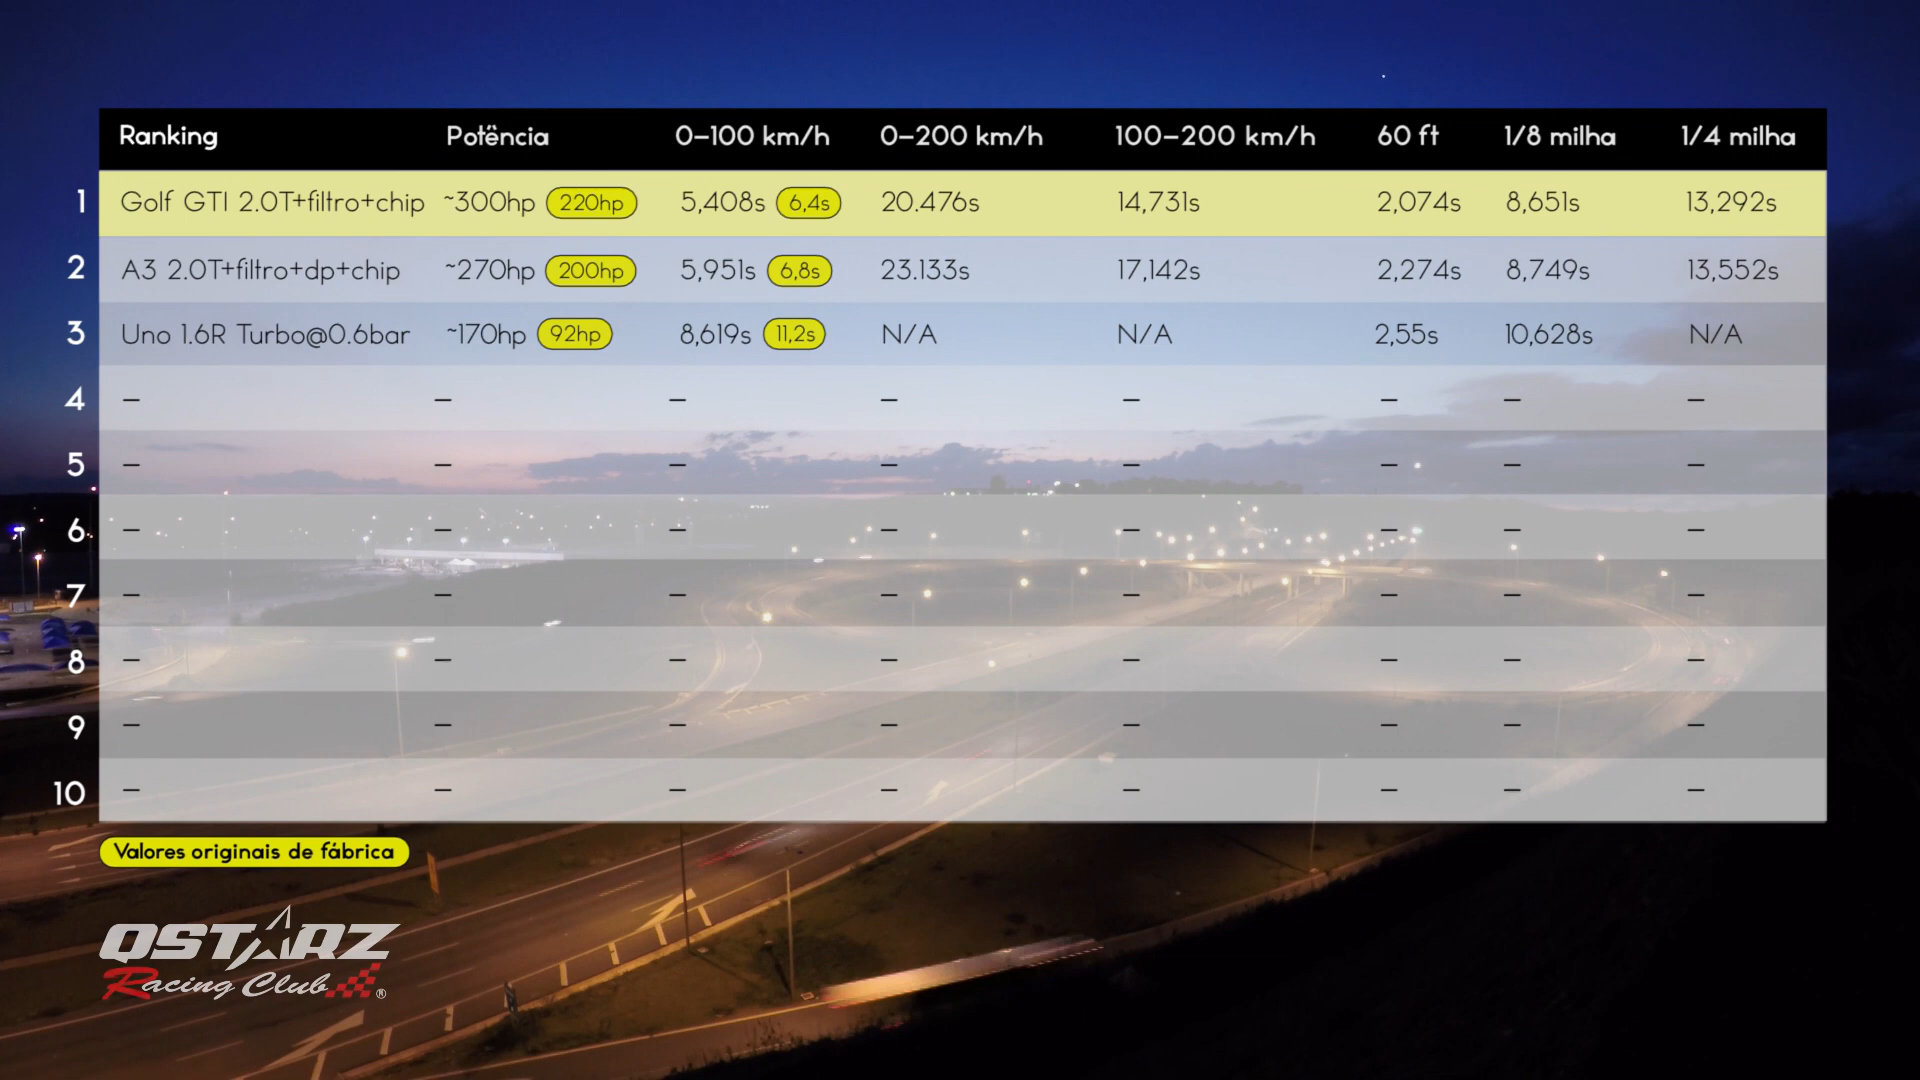 Ranking Potência 0-100 km/h 0-200 km/h 100-200 km/h 60 ft 1/8 milha 1/4 milha
1 Golf GTI 2.0T+filtro+chip ~300hp 220hp 5,408s 6,4s 20.476s 14,731s 2,074s 8,651s 13,292s
2 A3 2.0T+filtro+dp+chip ~270hp 200hp 5,951s 6,8s 23.133s 17,142s 2,274s 8,749s 13,552s
3 Uno 1.6R Turbo@0.6bar ~170hp 92hp 8,619s 11,2s N/A N/A 2,55s 10,628s N/A
4 – – – – – – – –
5 – – – – – – – –
6 – – – – – – – –
7 – – – – – – – –
8 – – – – – – – –
9 – – – – – – – –
10 – – – – – – – –
Valores originais de fábrica
QSTARZ
Racing Club ®